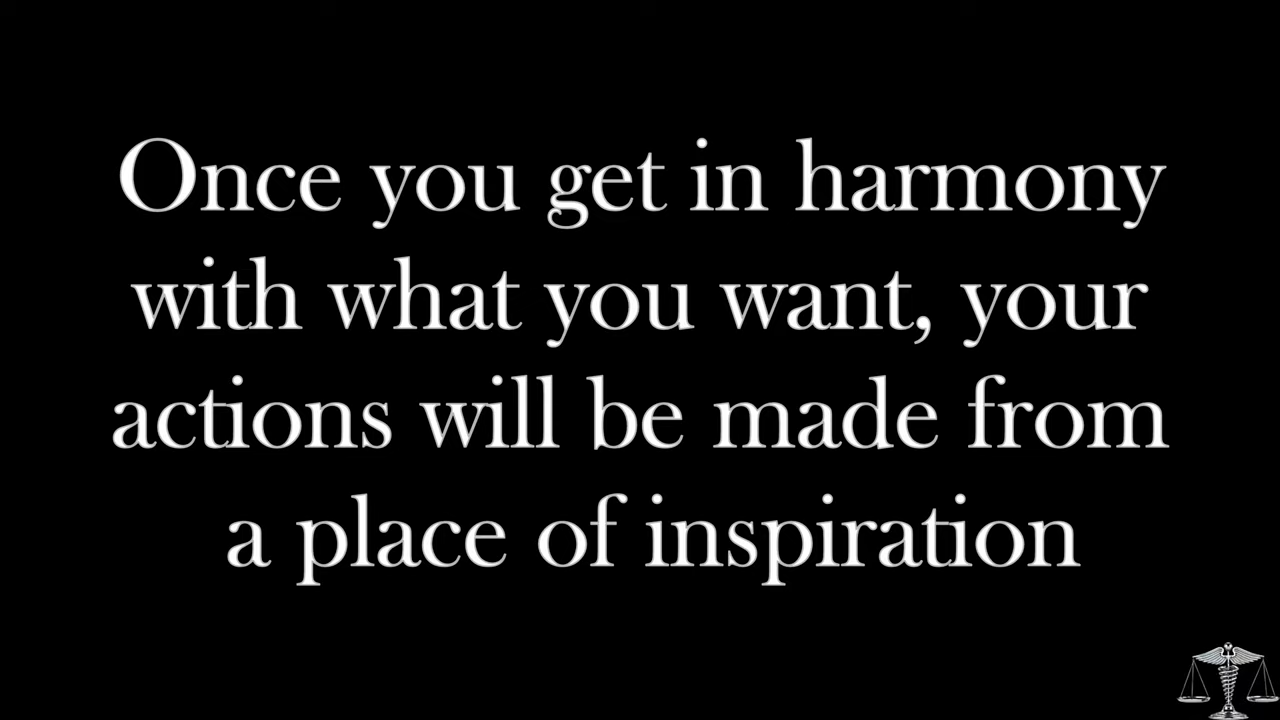 Once you get in harmony
with what you want, your
actions will be made from
a place of inspiration